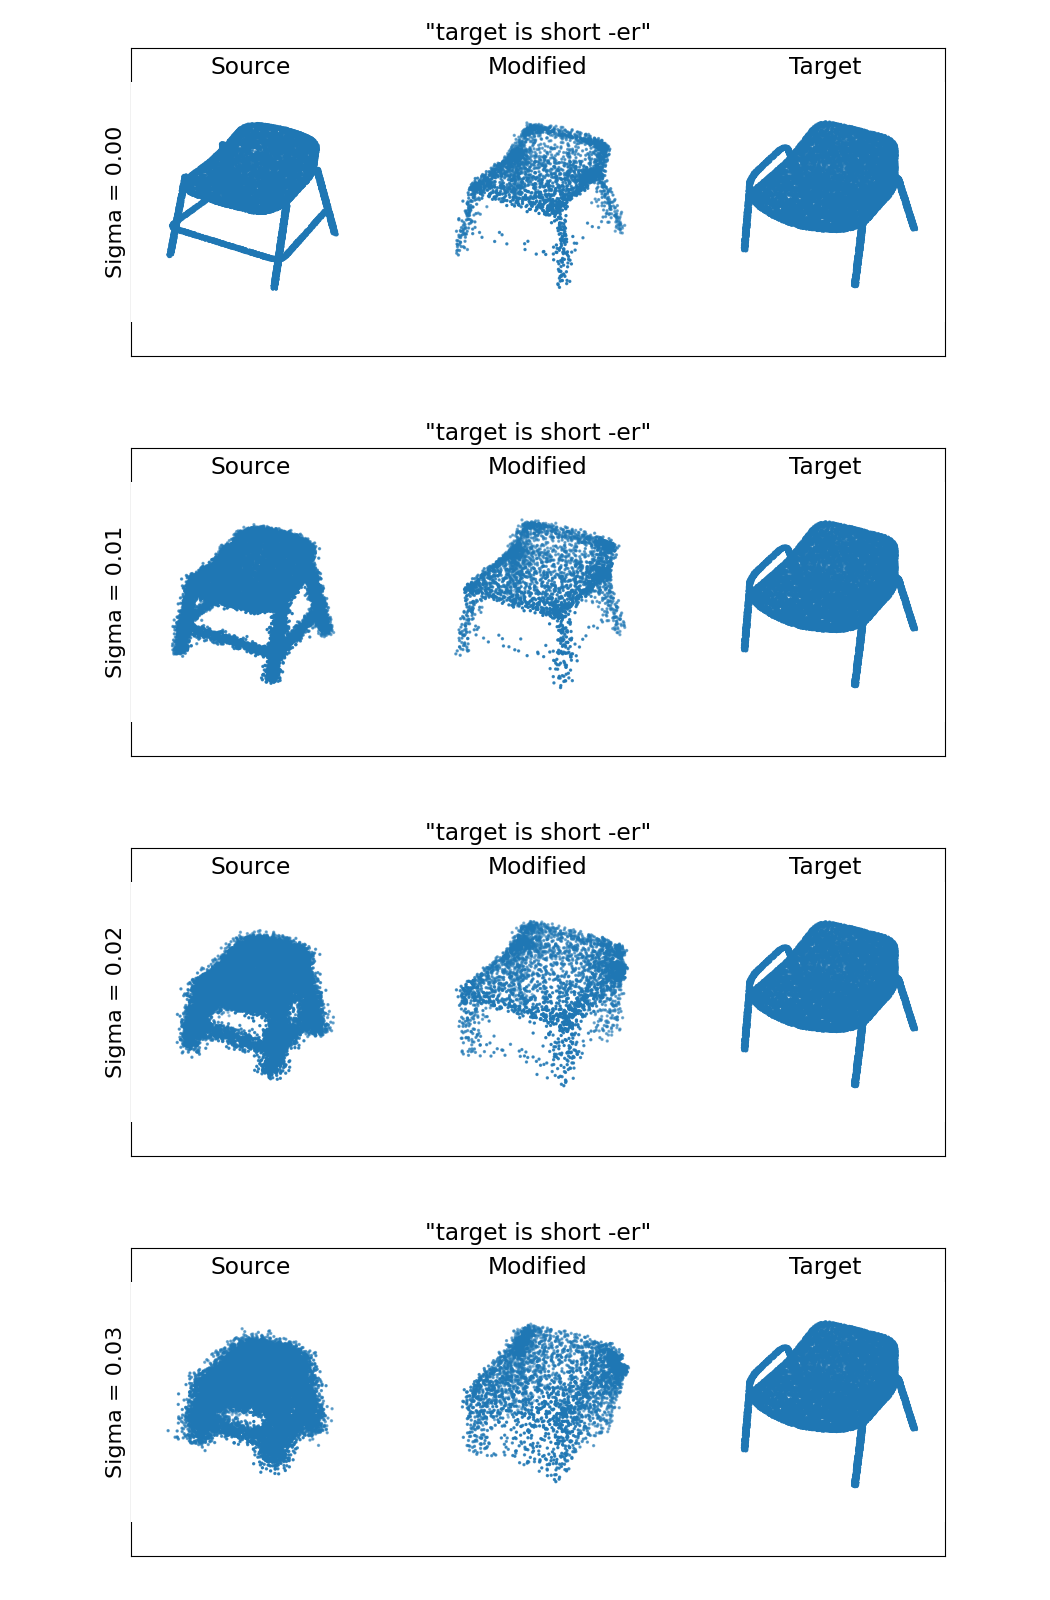 "target is short -er"
Source Modified Target
Sigma = 0.00
"target is short -er"
Source Modified Target
Sigma = 0.01
"target is short -er"
Source Modified Target
Sigma = 0.02
"target is short -er"
Source Modified Target
Sigma = 0.03